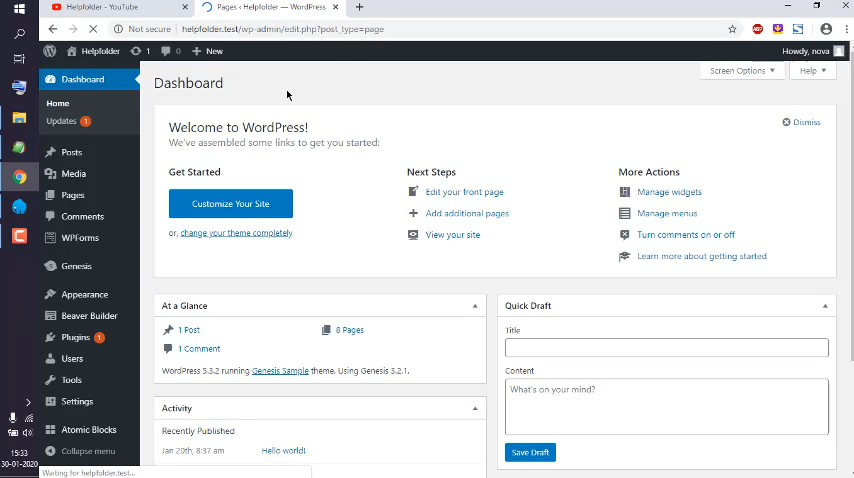 Helpfolder - YouTube
Pages ‹ Helpfolder — WordPress
Not secure
helpfolder.test/wp-admin/edit.php?post_type=page
Helpfolder
1
0
New
Howdy, nova
Dashboard
Home
Updates 1
Posts
Media
Pages
Comments
WPForms
Genesis
Appearance
Beaver Builder
Plugins 1
Users
Tools
Settings
Atomic Blocks
Collapse menu
Dashboard
Screen Options
Help
Welcome to WordPress!
We've assembled some links to get you started:
Dismiss
Get Started
Customize Your Site
or, change your theme completely
Next Steps
Edit your front page
Add additional pages
View your site
More Actions
Manage widgets
Manage menus
Turn comments on or off
Learn more about getting started
At a Glance
1 Post
8 Pages
1 Comment
WordPress 5.3.2 running Genesis Sample theme. Using Genesis 3.2.1.
Activity
Recently Published
Jan 20th, 8:37 am
Hello world!
Quick Draft
Title
Content
What's on your mind?
Save Draft
15:33
30-01-2020
Waiting for helpfolder.test...